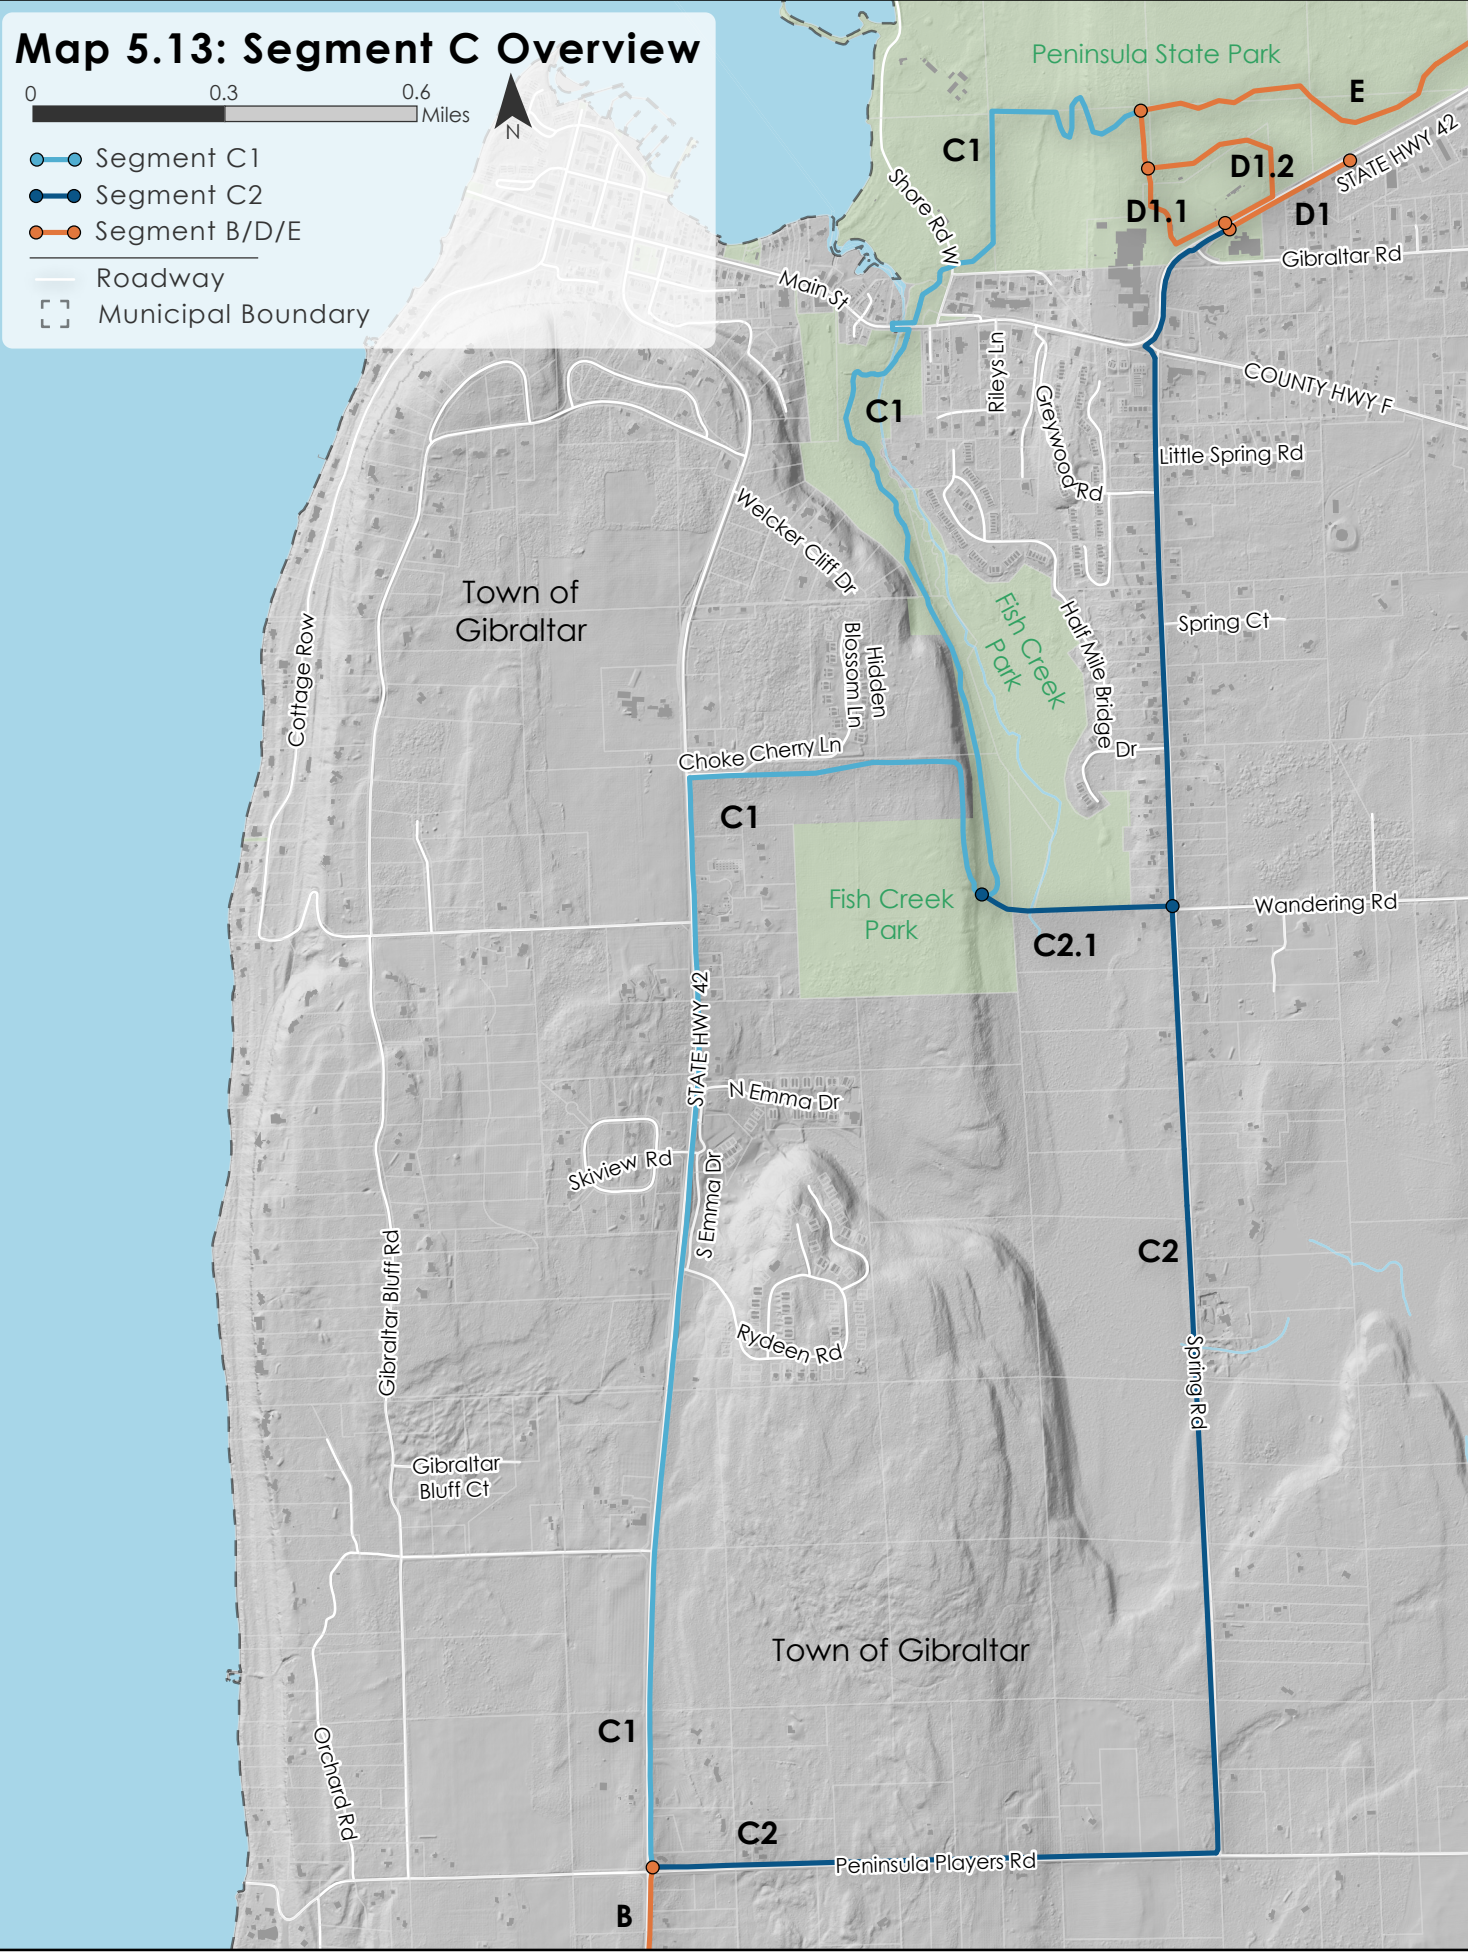 Map 5.13: Segment C Overview
0 0.3 0.6
Miles
N
Segment C1
Segment C2
Segment B/D/E
Roadway
Municipal Boundary
Peninsula State Park
E
C1
D1.2
STATE HWY 42
D1.1
D1
Shore Rd W
Gibraltar Rd
Main St
Rileys Ln
COUNTY HWY F
C1
Greywood Rd
Little Spring Rd
Welcker Cliff Dr
Town of
Gibraltar
Fish Creek
Park
Half Mile Bridge
Dr
Spring Ct
Cottage Row
Hidden
Blossom Ln
Choke Cherry Ln
C1
Fish Creek
Park
Wandering Rd
C2.1
STATE HWY 42
N Emma Dr
Skiview Rd
S Emma Dr
C2
Gibraltar Bluff Rd
Rydeen Rd
Spring Rd
Gibraltar
Bluff Ct
Town of Gibraltar
C1
Orchard Rd
C2
Peninsula Players Rd
B